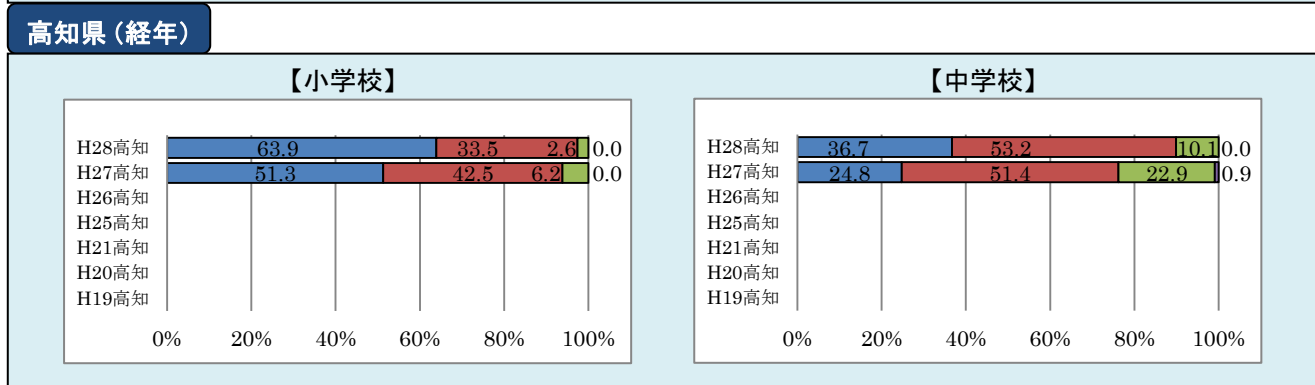 高知県（経年）
【小学校】
H28高知 63.9 33.5 2.6 0.0
H27高知 51.3 42.5 6.2 0.0
H26高知
H25高知
H21高知
H20高知
H19高知
0% 20% 40% 60% 80% 100%
【中学校】
H28高知 36.7 53.2 10.1 0.0
H27高知 24.8 51.4 22.9 0.9
H26高知
H25高知
H21高知
H20高知
H19高知
0% 20% 40% 60% 80% 100%